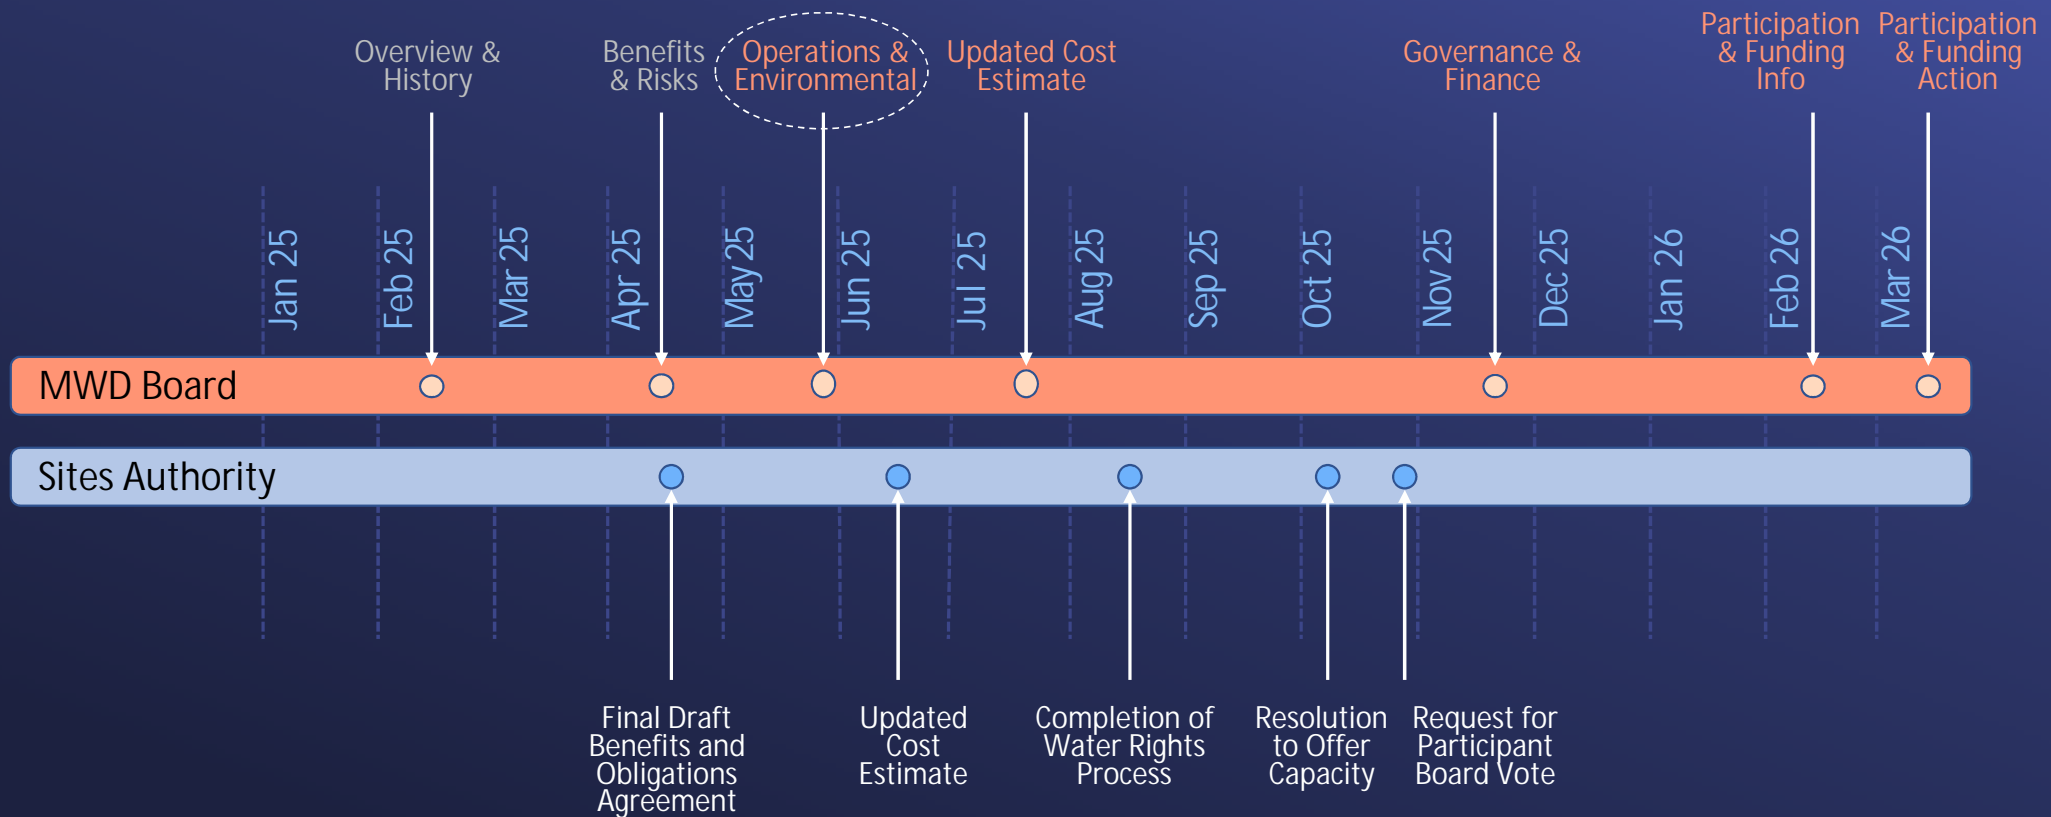 Overview &
History
Benefits
& Risks
Operations &
Environmental
Updated Cost
Estimate
Governance &
Finance
Participation
& Funding
Info
Participation
& Funding
Action
Jan 25
Feb 25
Mar 25
Apr 25
May 25
Jun 25
Jul 25
Aug 25
Sep 25
Oct 25
Nov 25
Dec 25
Jan 26
Feb 26
Mar 26
MWD Board
Sites Authority
Final Draft
Benefits and
Obligations
Agreement
Updated
Cost
Estimate
Completion of
Water Rights
Process
Resolution
to Offer
Capacity
Request for
Participant
Board Vote